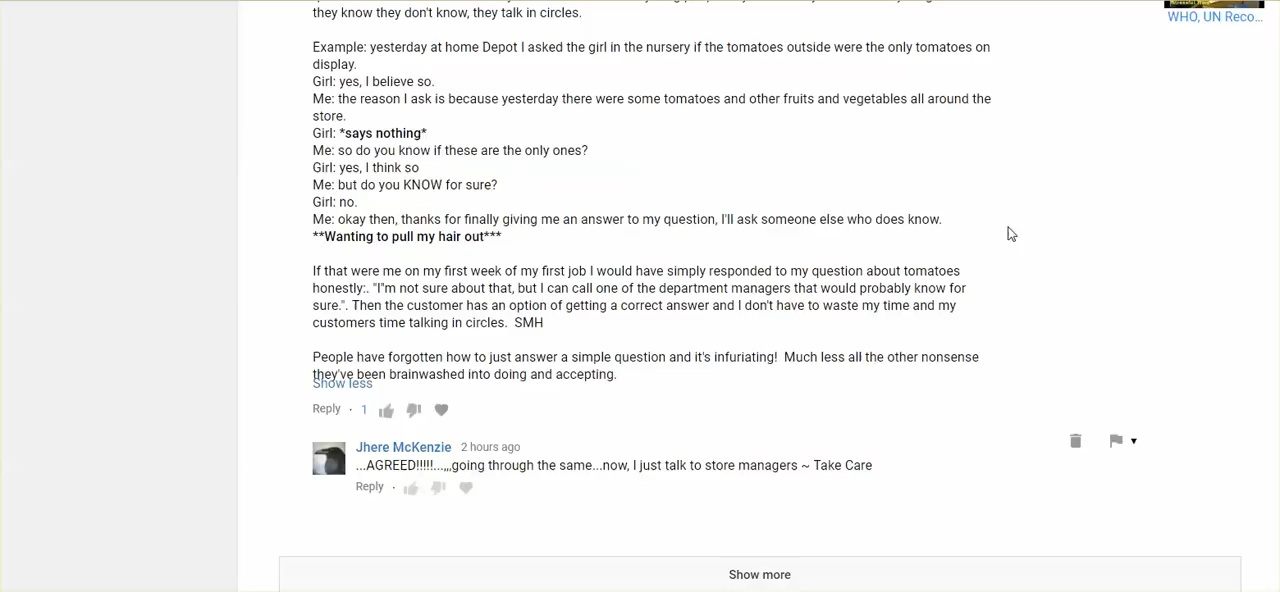 they know they don't know, they talk in circles.
WHO, UN Reco...
Example: yesterday at home Depot I asked the girl in the nursery if the tomatoes outside were the only tomatoes on
display.
Girl: yes, I believe so.
Me: the reason I ask is because yesterday there were some tomatoes and other fruits and vegetables all around the
store.
Girl: *says nothing*
Me: so do you know if these are the only ones?
Girl: yes, I think so
Me: but do you KNOW for sure?
Girl: no.
Me: okay then, thanks for finally giving me an answer to my question, I'll ask someone else who does know.
**Wanting to pull my hair out***
If that were me on my first week of my first job I would have simply responded to my question about tomatoes
honestly:. "I"m not sure about that, but I can call one of the department managers that would probably know for
sure.". Then the customer has an option of getting a correct answer and I don't have to waste my time and my
customers time talking in circles.  SMH
People have forgotten how to just answer a simple question and it's infuriating!  Much less all the other nonsense
they've been brainwashed into doing and accepting.
Show less
Reply · 1
Jhere McKenzie 2 hours ago
...AGREED!!!!!...,,,going through the same...now, I just talk to store managers ~ Take Care
Reply ·
Show more